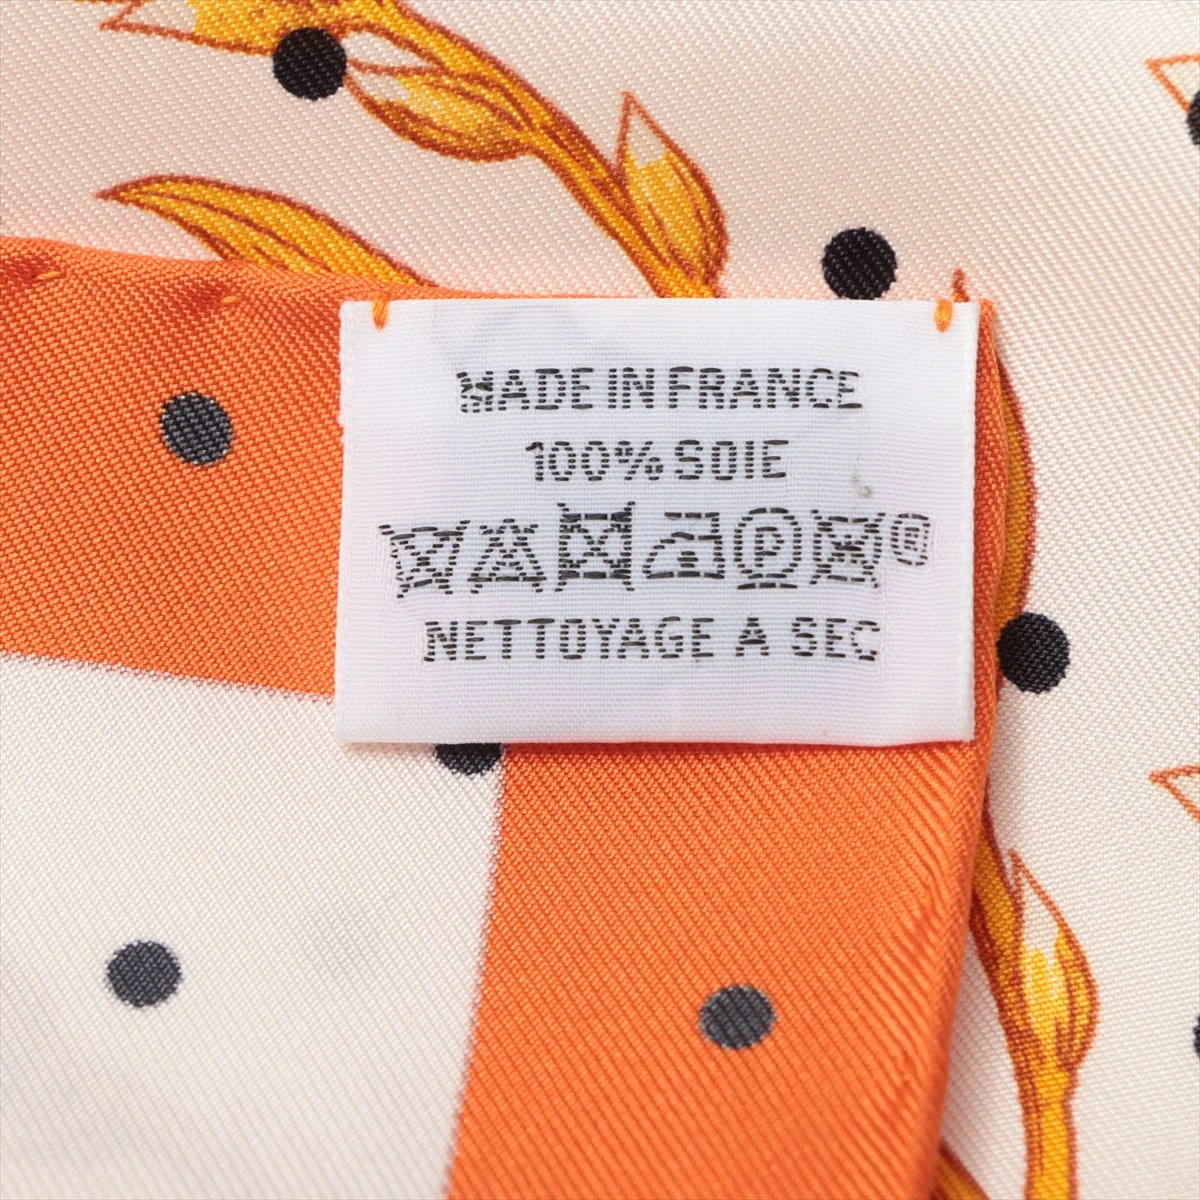 MADE IN FRANCE
100% SOIE
P ®
NETTOYAGE A SEC